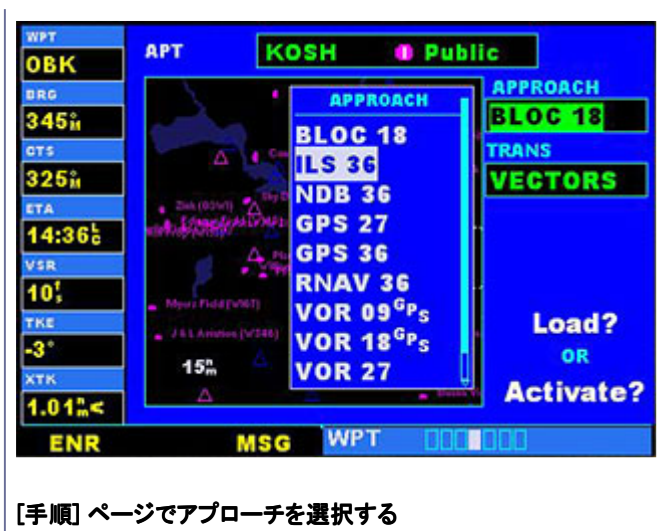 WPT
OBK
BRG
345°M
CTS
325°M
ETA
14:36LC
VSR
10fs
TKE
-3°
XTK
1.01nm<
ENR
MSG
WPT
APT
KOSH Public
15nm
APPROACH
BLOC 18
ILS 36
NDB 36
GPS 27
GPS 36
RNAV 36
VOR 09GPS
VOR 18GPS
VOR 27
APPROACH
BLOC 18
TRANS
VECTORS
Load?
OR
Activate?
[手順] ページでアプローチを選択する